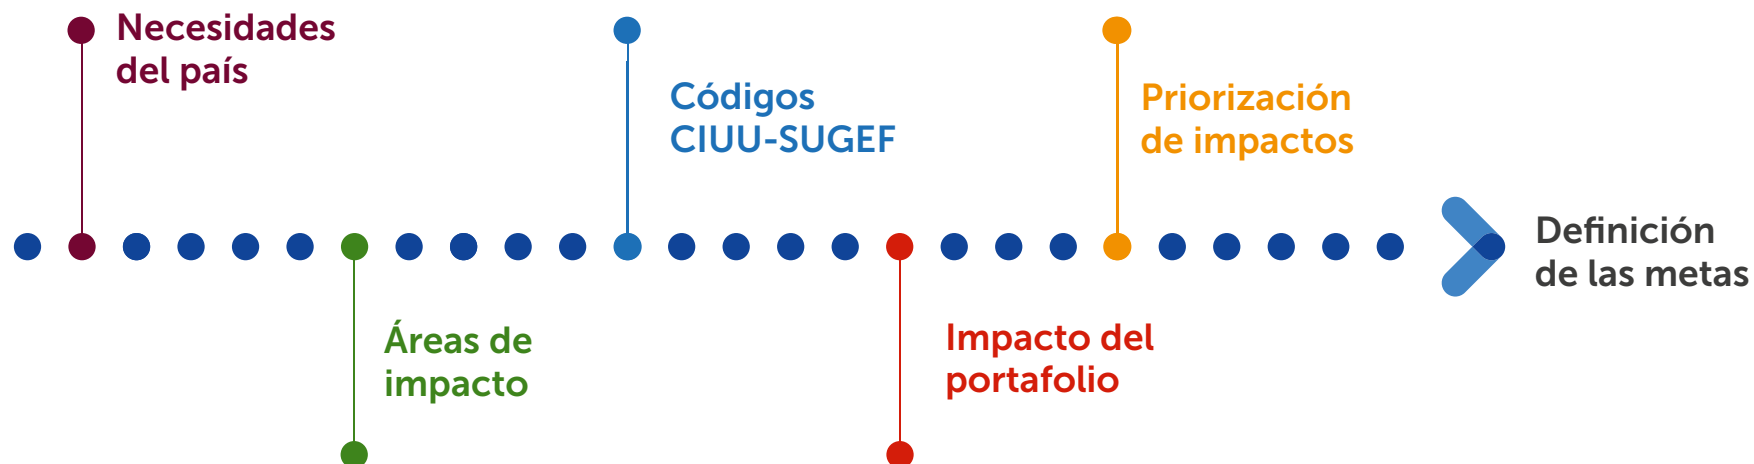 Necesidades
del país
Áreas de
impacto
Códigos
CIUU-SUGEF
Impacto del
portafolio
Priorización
de impactos
Definición
de las metas